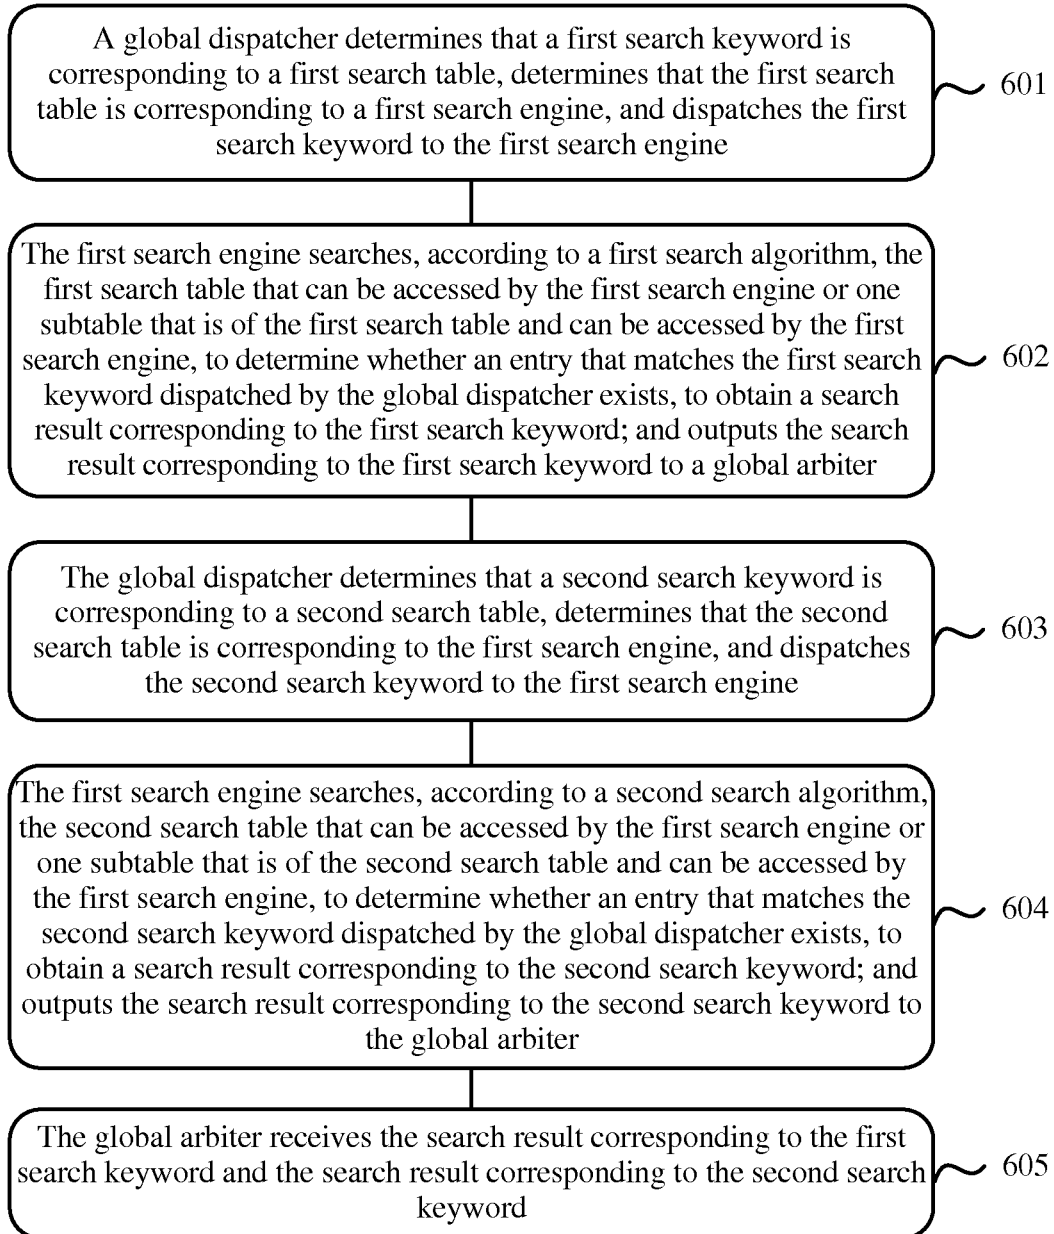 A global dispatcher determines that a first search keyword is
corresponding to a first search table, determines that the first search
table is corresponding to a first search engine, and dispatches the first
search keyword to the first search engine
601
The first search engine searches, according to a first search algorithm, the
first search table that can be accessed by the first search engine or one
subtable that is of the first search table and can be accessed by the first
search engine, to determine whether an entry that matches the first search
keyword dispatched by the global dispatcher exists, to obtain a search
result corresponding to the first search keyword; and outputs the search
result corresponding to the first search keyword to a global arbiter
602
The global dispatcher determines that a second search keyword is
corresponding to a second search table, determines that the second
search table is corresponding to the first search engine, and dispatches
the second search keyword to the first search engine
603
The first search engine searches, according to a second search algorithm,
the second search table that can be accessed by the first search engine or
one subtable that is of the second search table and can be accessed by
the first search engine, to determine whether an entry that matches the
second search keyword dispatched by the global dispatcher exists, to
obtain a search result corresponding to the second search keyword; and
outputs the search result corresponding to the second search keyword to
the global arbiter
604
The global arbiter receives the search result corresponding to the first
search keyword and the search result corresponding to the second search
keyword
605